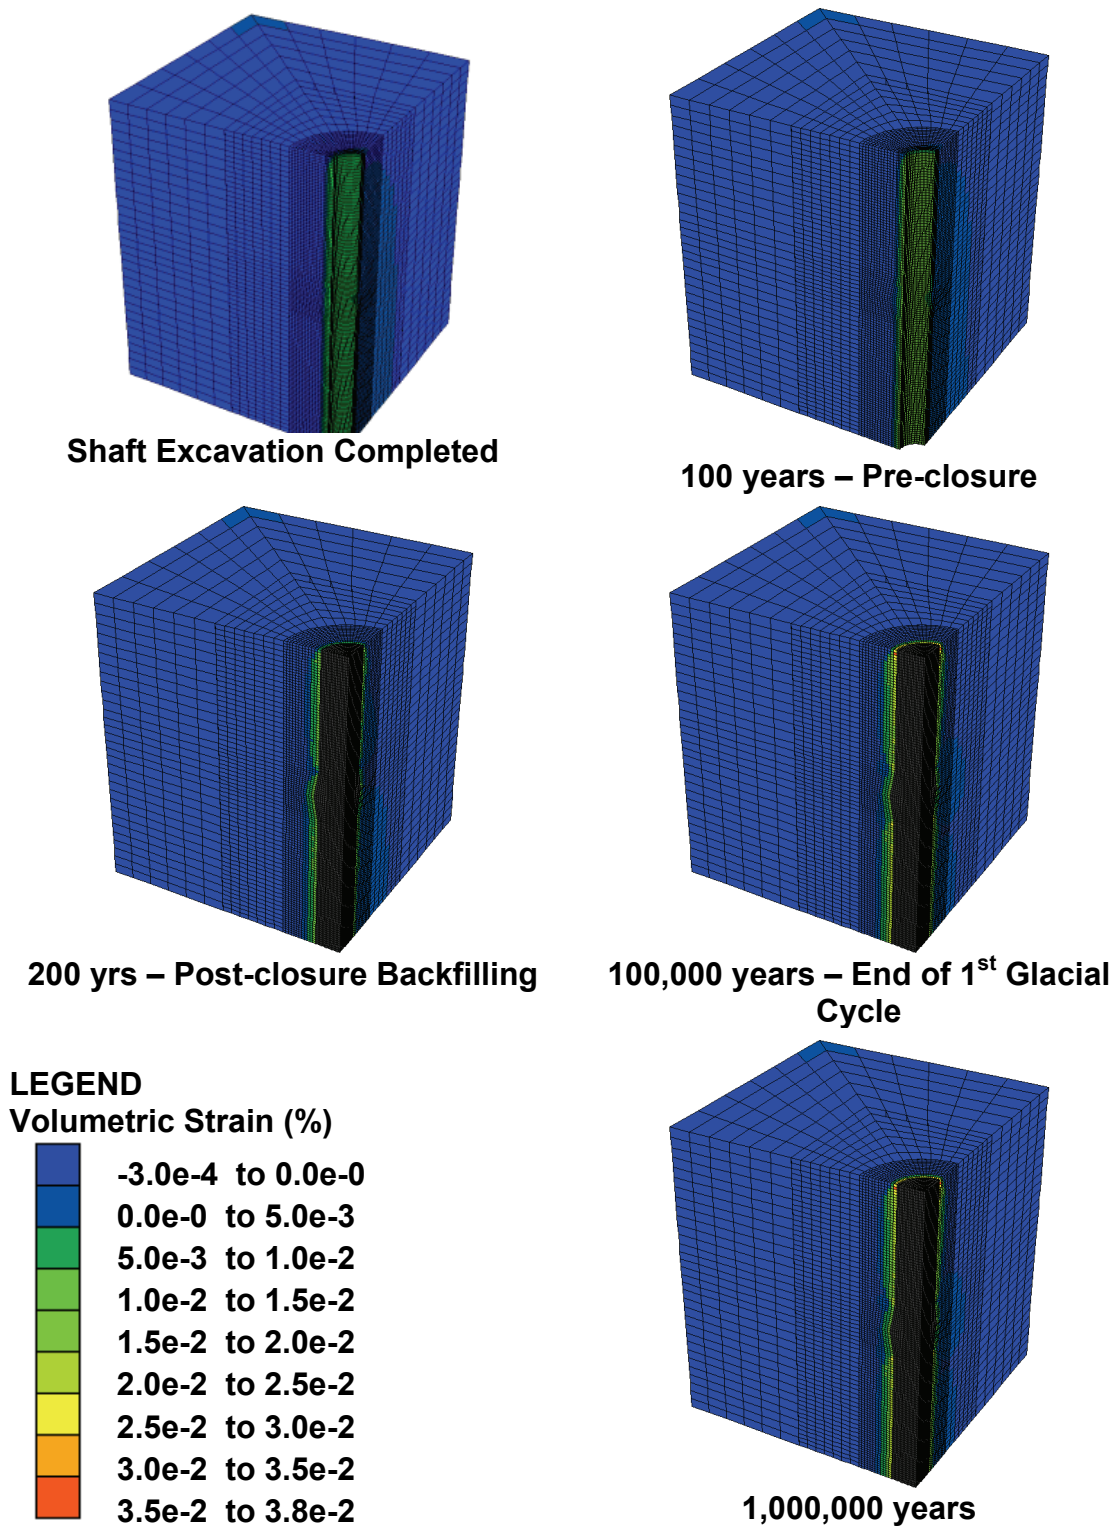 Shaft Excavation Completed
100 years – Pre-closure
200 yrs – Post-closure Backfilling
100,000 years – End of 1st Glacial
Cycle
LEGEND
Volumetric Strain (%)
-3.0e-4 to 0.0e-0
0.0e-0 to 5.0e-3
5.0e-3 to 1.0e-2
1.0e-2 to 1.5e-2
1.5e-2 to 2.0e-2
2.0e-2 to 2.5e-2
2.5e-2 to 3.0e-2
3.0e-2 to 3.5e-2
3.5e-2 to 3.8e-2
1,000,000 years